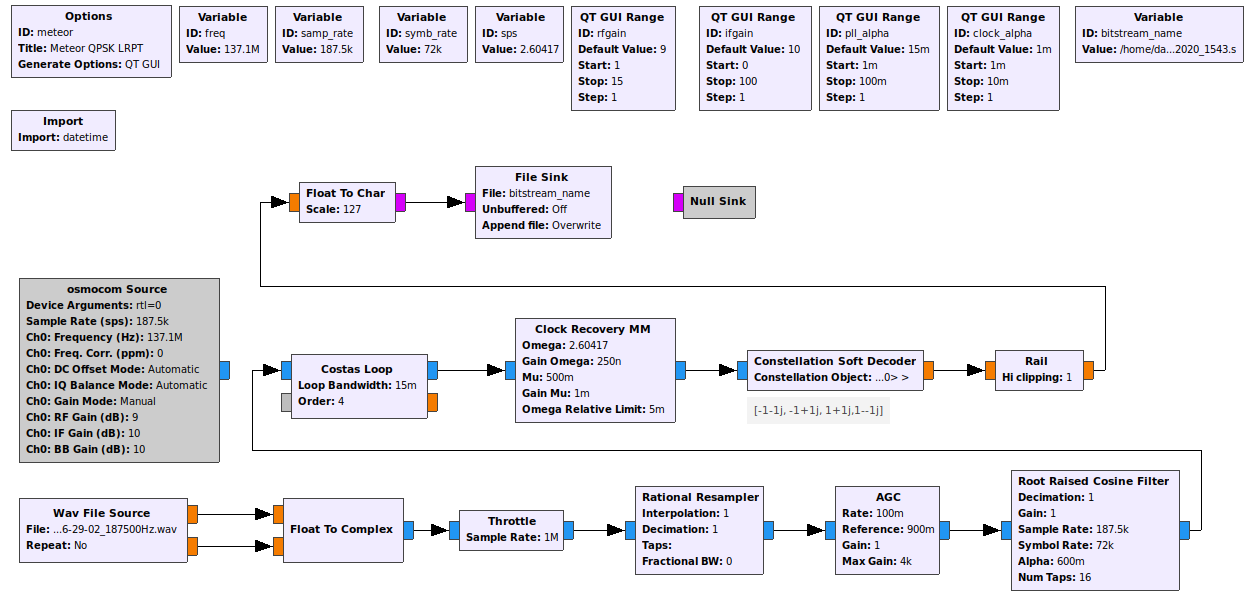 Options
ID: meteor
Title: Meteor QPSK LRPT
Generate Options: QT GUI
Variable
ID: freq
Value: 137.1M
Variable
ID: samp_rate
Value: 187.5k
Variable
ID: symb_rate
Value: 72k
Variable
ID: sps
Value: 2.60417
QT GUI Range
ID: rfgain
Default Value: 9
Start: 1
Stop: 15
Step: 1
QT GUI Range
ID: ifgain
Default Value: 10
Start: 0
Stop: 100
Step: 1
QT GUI Range
ID: pll_alpha
Default Value: 15m
Start: 1m
Stop: 100m
Step: 1
QT GUI Range
ID: clock_alpha
Default Value: 1m
Start: 1m
Stop: 10m
Step: 1
Variable
ID: bitstream_name
Value: /home/da...2020_1543.s
Import
Import: datetime
Float To Char
Scale: 127
File Sink
File: bitstream_name
Unbuffered: Off
Append file: Overwrite
Null Sink
osmocom Source
Device Arguments: rtl=0
Sample Rate (sps): 187.5k
Ch0: Frequency (Hz): 137.1M
Ch0: Freq. Corr. (ppm): 0
Ch0: DC Offset Mode: Automatic
Ch0: IQ Balance Mode: Automatic
Ch0: Gain Mode: Manual
Ch0: RF Gain (dB): 9
Ch0: IF Gain (dB): 10
Ch0: BB Gain (dB): 10
Costas Loop
Loop Bandwidth: 15m
Order: 4
Clock Recovery MM
Omega: 2.60417
Gain Omega: 250n
Mu: 500m
Gain Mu: 1m
Omega Relative Limit: 5m
Constellation Soft Decoder
Constellation Object: ...0> >
[-1-1j, -1+1j, 1+1j,1--1j]
Rail
Hi clipping: 1
Wav File Source
File: ...6-29-02_187500Hz.wav
Repeat: No
Float To Complex
Throttle
Sample Rate: 1M
Rational Resampler
Interpolation: 1
Decimation: 1
Taps:
Fractional BW: 0
AGC
Rate: 100m
Reference: 900m
Gain: 1
Max Gain: 4k
Root Raised Cosine Filter
Decimation: 1
Gain: 1
Sample Rate: 187.5k
Symbol Rate: 72k
Alpha: 600m
Num Taps: 16